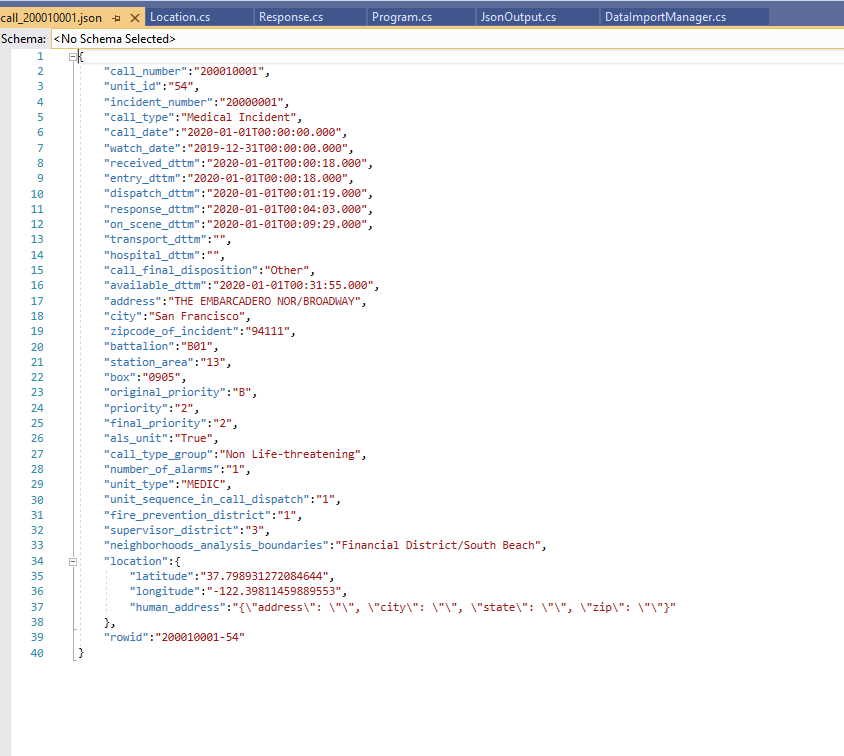 call_200010001.json Location.cs Response.cs Program.cs JsonOutput.cs DataImportManager.cs
Schema: <No Schema Selected>
1 {
2 "call_number":"200010001",
3 "unit_id":"54",
4 "incident_number":"20000001",
5 "call_type":"Medical Incident",
6 "call_date":"2020-01-01T00:00:00.000",
7 "watch_date":"2019-12-31T00:00:00.000",
8 "received_dttm":"2020-01-01T00:00:18.000",
9 "entry_dttm":"2020-01-01T00:00:18.000",
10 "dispatch_dttm":"2020-01-01T00:01:19.000",
11 "response_dttm":"2020-01-01T00:04:03.000",
12 "on_scene_dttm":"2020-01-01T00:09:29.000",
13 "transport_dttm":"",
14 "hospital_dttm":"",
15 "call_final_disposition":"Other",
16 "available_dttm":"2020-01-01T00:31:55.000",
17 "address":"THE EMBARCADERO NOR/BROADWAY",
18 "city":"San Francisco",
19 "zipcode_of_incident":"94111",
20 "battalion":"B01",
21 "station_area":"13",
22 "box":"0905",
23 "original_priority":"B",
24 "priority":"2",
25 "final_priority":"2",
26 "als_unit":"True",
27 "call_type_group":"Non Life-threatening",
28 "number_of_alarms":"1",
29 "unit_type":"MEDIC",
30 "unit_sequence_in_call_dispatch":"1",
31 "fire_prevention_district":"1",
32 "supervisor_district":"3",
33 "neighborhoods_analysis_boundaries":"Financial District/South Beach",
34 "location":{
35 "latitude":"37.798931272084644",
36 "longitude":"-122.39811459889553",
37 "human_address":"{\"address\": \"\", \"city\": \"\", \"state\": \"\", \"zip\": \"\"}"
38 },
39 "rowid":"200010001-54"
40 }